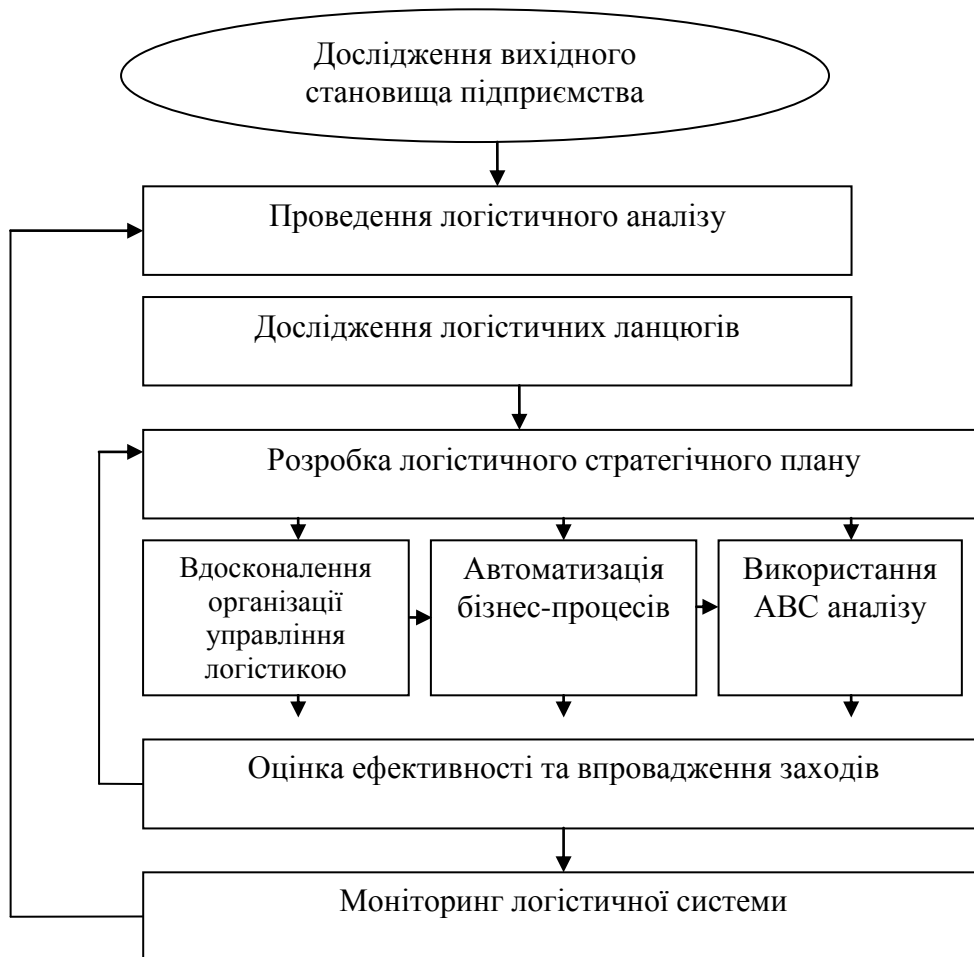 Дослідження вихідного
становища підприємства
Проведення логістичного аналізу
Дослідження логістичних ланцюгів
Розробка логістичного стратегічного плану
Вдосконалення
організації
управління
логістикою
Автоматизація
бізнес-процесів
Використання
АВС аналізу
Оцінка ефективності та впровадження заходів
Моніторинг логістичної системи